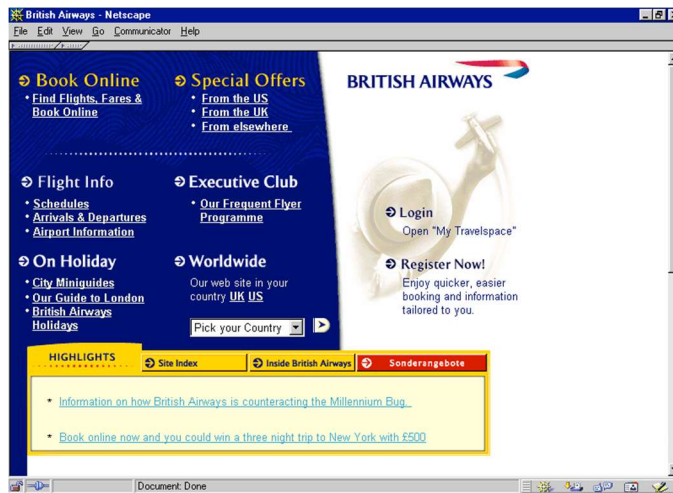 British Airways - Netscape
File Edit View Go Communicator Help
Book Online
• Find Flights, Fares &
Book Online
Special Offers
• From the US
• From the UK
• From elsewhere
BRITISH AIRWAYS
Flight Info
• Schedules
• Arrivals & Departures
• Airport Information
Executive Club
• Our Frequent Flyer
Programme
Login
Open "My Travelspace"
On Holiday
• City Miniguides
• Our Guide to London
• British Airways
Holidays
Worldwide
Our web site in your
country UK US
Pick your Country
Register Now!
Enjoy quicker, easier
booking and information
tailored to you.
HIGHLIGHTS
Site Index
Inside British Airways
Sonderangebote
* Information on how British Airways is counteracting the Millennium Bug
* Book online now and you could win a three night trip to New York with £500
Document: Done